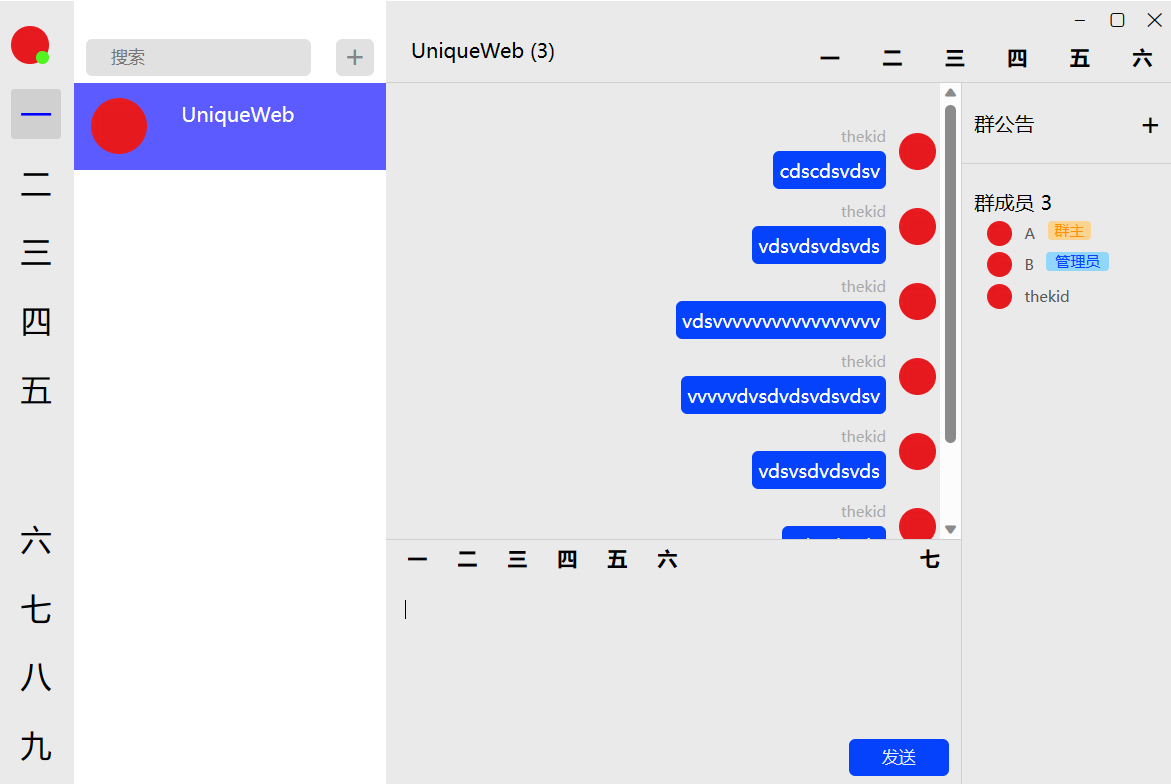 一
二
三
四
五
六
七
八
九
搜索
+
UniqueWeb
UniqueWeb (3)
一 二 三 四 五 六
thekid
cdscdsvdsv
thekid
vdsvdsvdsvds
thekid
vdsvvvvvvvvvvvvvvvvv
thekid
vvvvvdvsdvdsvdsvdsv
thekid
vdsvsdvdsvds
thekid
一 二 三 四 五 六 七
发送
群公告 +
群成员 3
A 群主
B 管理员
thekid